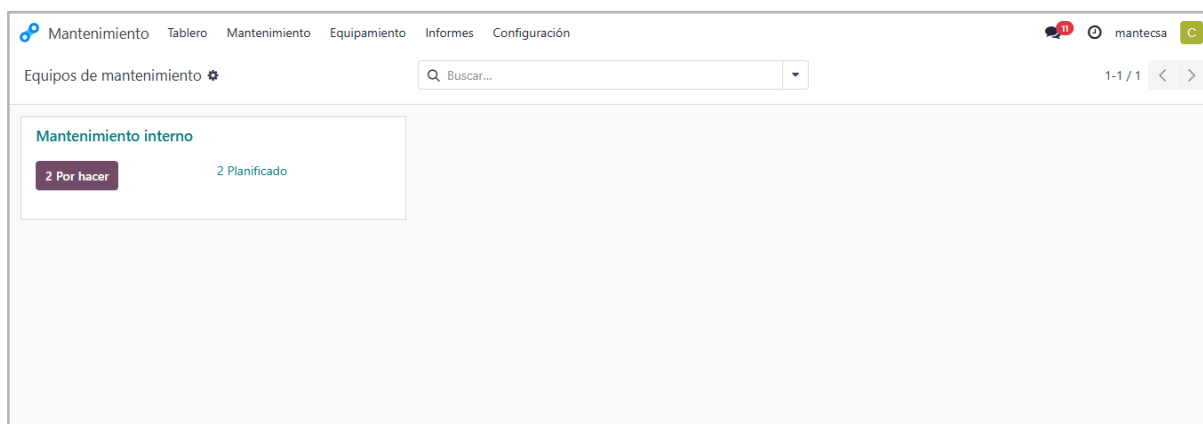 Mantenimiento Tablero Mantenimiento Equipamiento Informes Configuración 11 mantecsa C
Equipos de mantenimiento Buscar... 1-1 / 1
Mantenimiento interno
2 Por hacer 2 Planificado